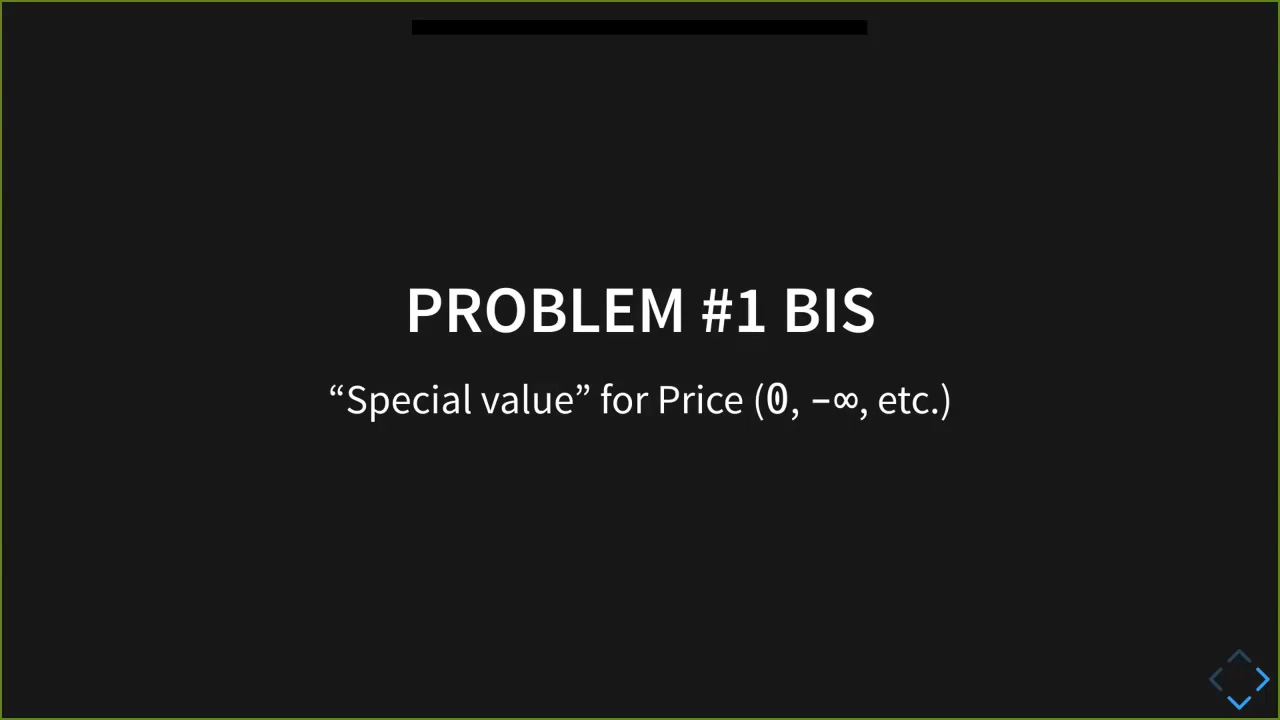 PROBLEM #1 BIS
“Special value” for Price (0, −∞, etc.)